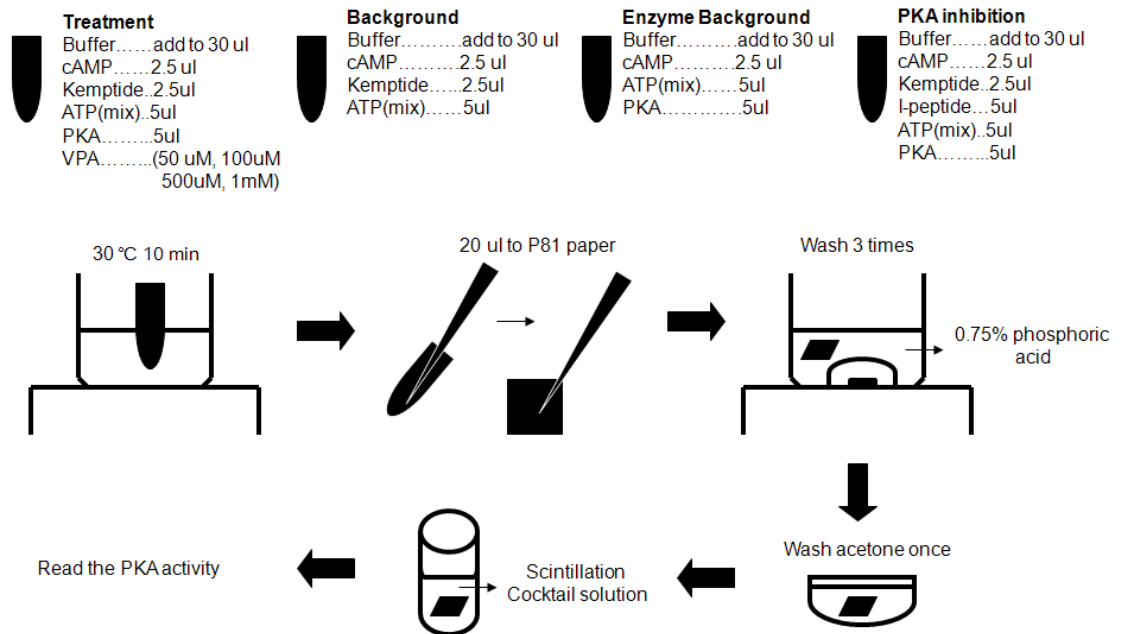 Treatment
Buffer……add to 30 ul
cAMP……2.5 ul
Kemptide..2.5ul
ATP(mix)..5ul
PKA……...5ul
VPA……...(50 uM, 100uM
500uM, 1mM)
Background
Buffer……….add to 30 ul
cAMP……….2.5 ul
Kemptide…...2.5ul
ATP(mix)……5ul
Enzyme Background
Buffer……….add to 30 ul
cAMP……….2.5 ul
ATP(mix)……5ul
PKA………….5ul
PKA inhibition
Buffer……add to 30 ul
cAMP……2.5 ul
Kemptide..2.5ul
I-peptide…5ul
ATP(mix)..5ul
PKA……...5ul
30 °C 10 min
20 ul to P81 paper
Wash 3 times
0.75% phosphoric
acid
Wash acetone once
Scintillation
Cocktail solution
Read the PKA activity